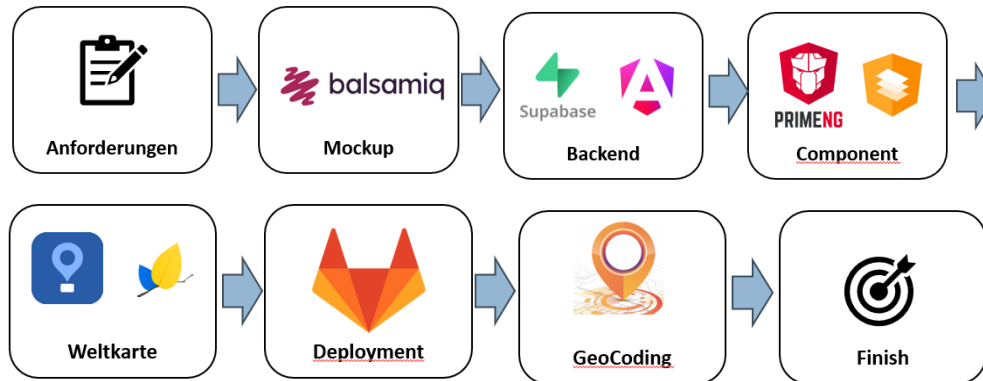 Anforderungen
balsamiq
Mockup
Supabase
Backend
PRIMENG
Component
Weltkarte
Deployment
GeoCoding
Finish